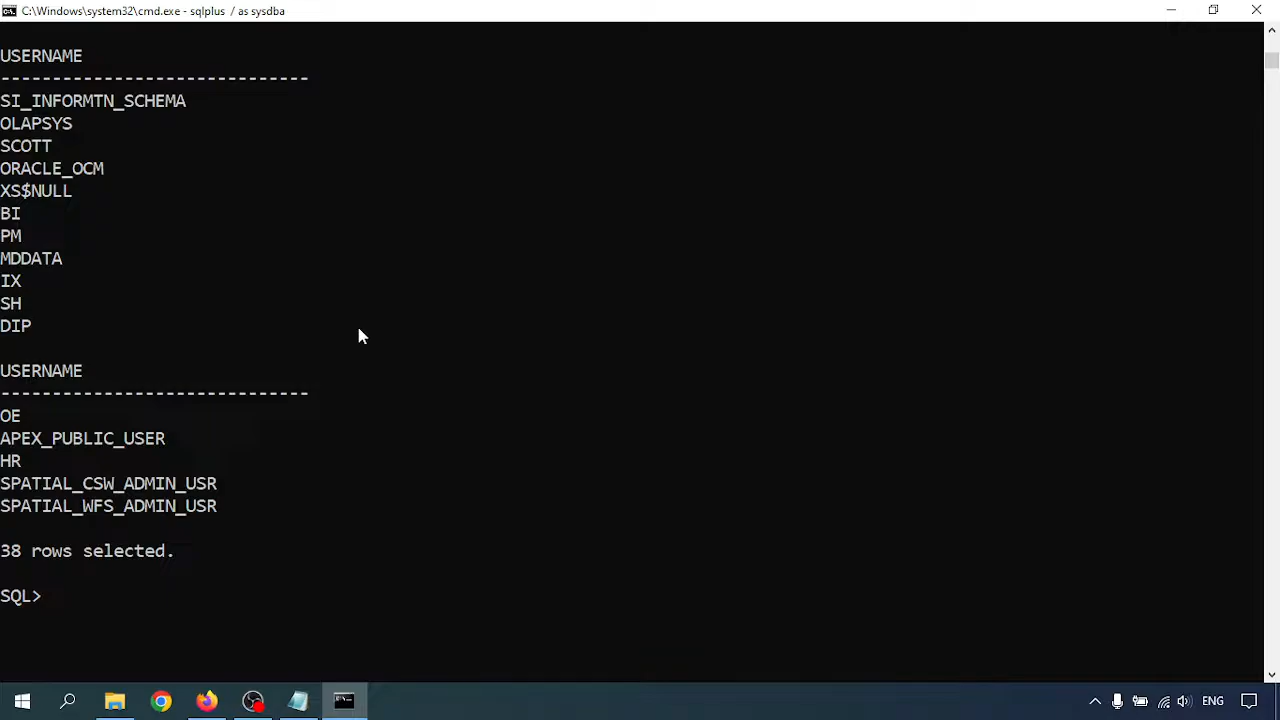 C:\Windows\system32\cmd.exe - sqlplus / as sysdba
USERNAME
------------------------------
SI_INFORMTN_SCHEMA
OLAPSYS
SCOTT
ORACLE_OCM
XS$NULL
BI
PM
MDDATA
IX
SH
DIP
USERNAME
------------------------------
OE
APEX_PUBLIC_USER
HR
SPATIAL_CSW_ADMIN_USR
SPATIAL_WFS_ADMIN_USR
38 rows selected.
SQL>
ENG